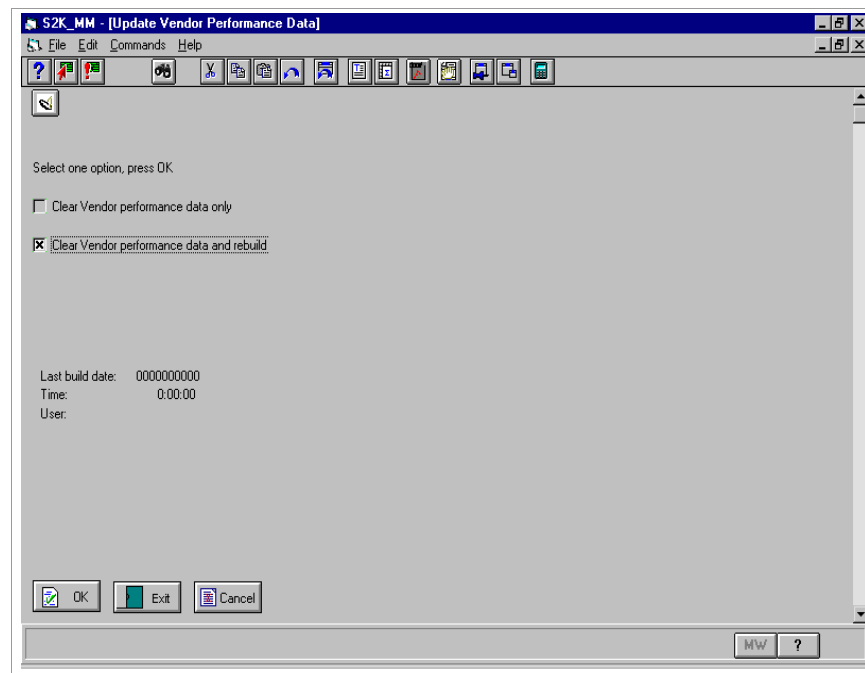 S2K_MM - [Update Vendor Performance Data]
File Edit Commands Help
Select one option, press OK
Clear Vendor performance data only
Clear Vendor performance data and rebuild
Last build date: 0000000000
Time: 0:00:00
User:
OK Exit Cancel
MW ?